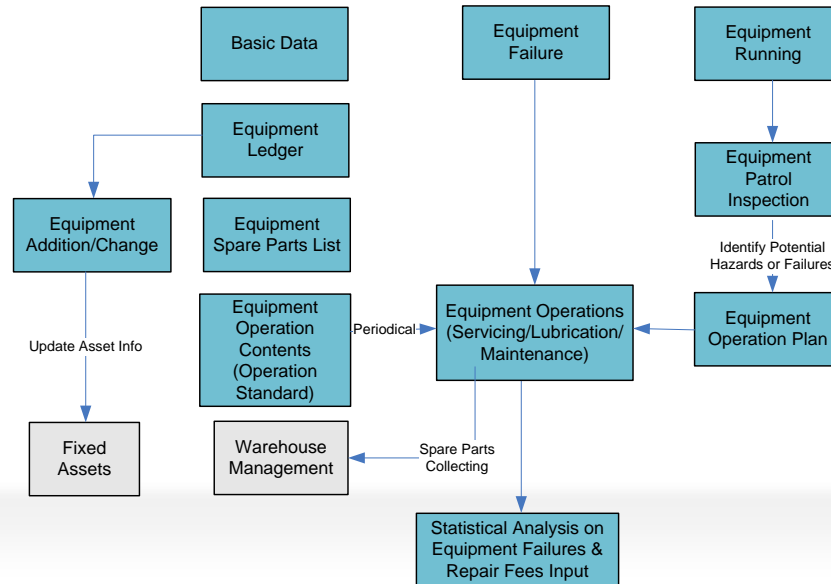 Basic Data
Equipment
Failure
Equipment
Running
Equipment
Ledger
Equipment
Patrol
Inspection
Equipment
Addition/Change
Equipment
Spare Parts List
Identify Potential
Hazards or Failures
Equipment
Operation
Contents
(Operation
Standard)
Periodical
Equipment Operations
(Servicing/Lubrication/
Maintenance)
Equipment
Operation Plan
Update Asset Info
Fixed
Assets
Warehouse
Management
Spare Parts
Collecting
Statistical Analysis on
Equipment Failures &
Repair Fees Input